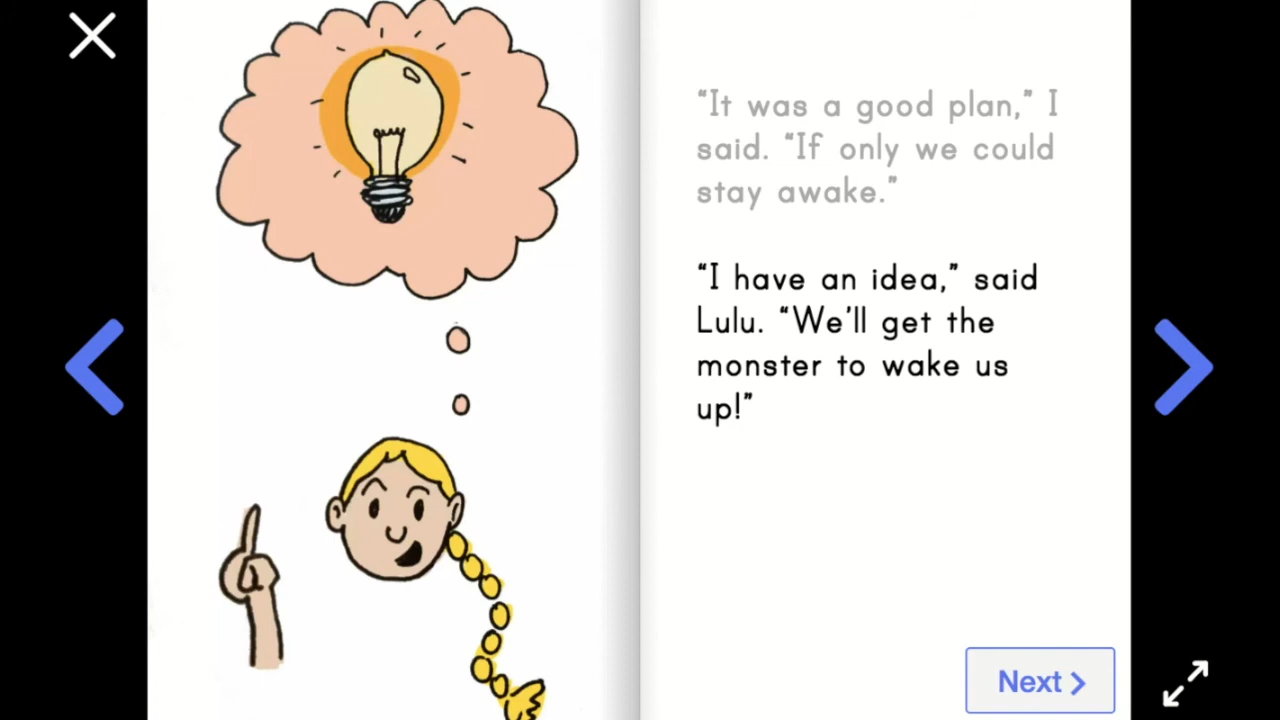 “It was a good plan,” I
said. “If only we could
stay awake.”
“I have an idea,” said
Lulu. “We’ll get the
monster to wake us
up!”
Next